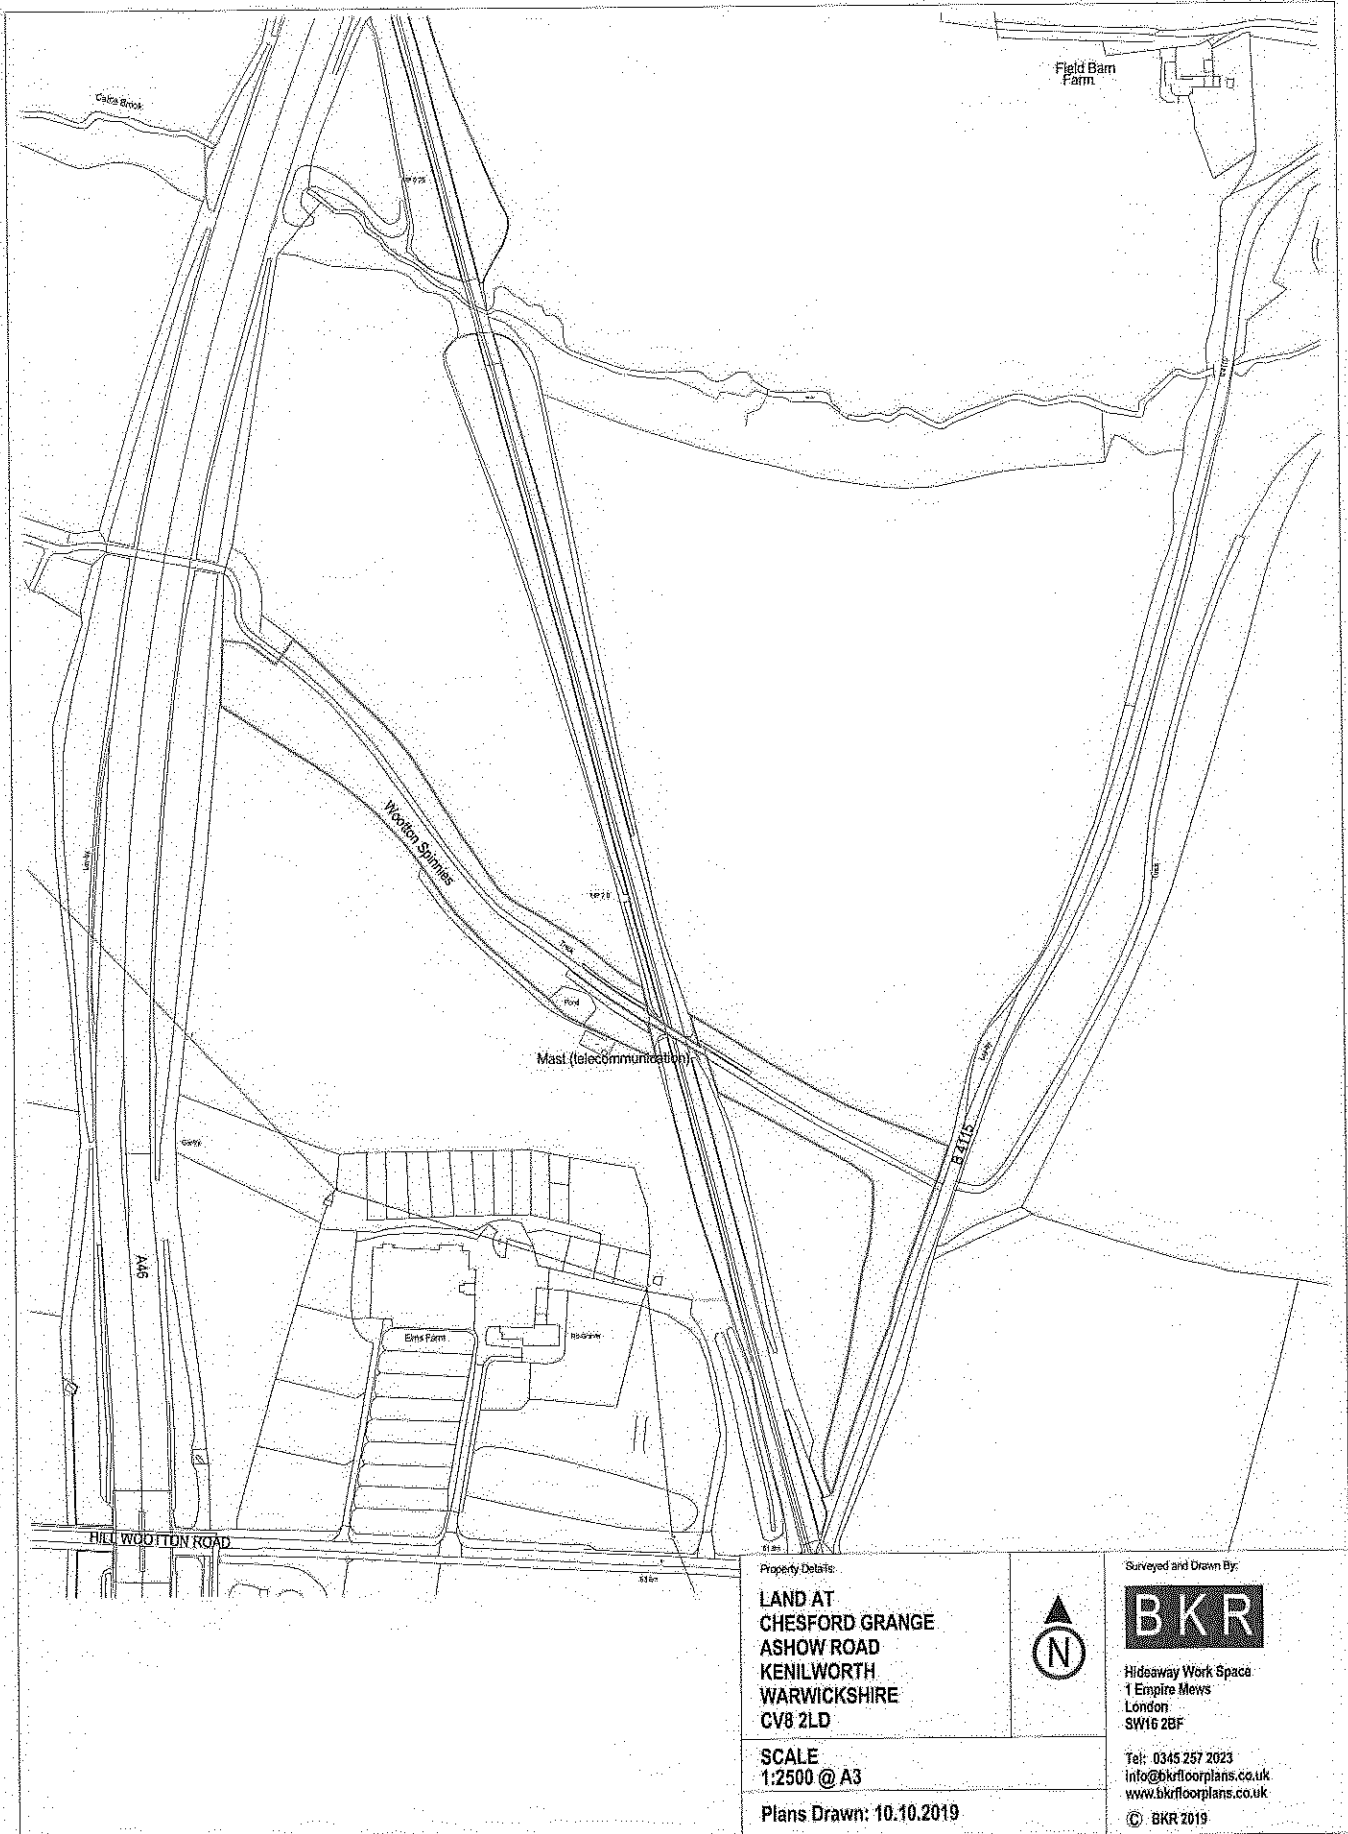 Field Barn
Farm
Wootton Spinnies
Track
Pond
Mast (telecommunication)
B 4115
A46
Elms Farm
HILL WOOTTON ROAD
Property Details:
LAND AT
CHESFORD GRANGE
ASHOW ROAD
KENILWORTH
WARWICKSHIRE
CV8 2LD
N
SCALE
1:2500 @ A3
Plans Drawn: 10.10.2019
Surveyed and Drawn By:
BKR
Hideaway Work Space
1 Empire Mews
London
SW16 2BF
Tel: 0345 257 2023
info@bkrfloorplans.co.uk
www.bkrfloorplans.co.uk
© BKR 2019